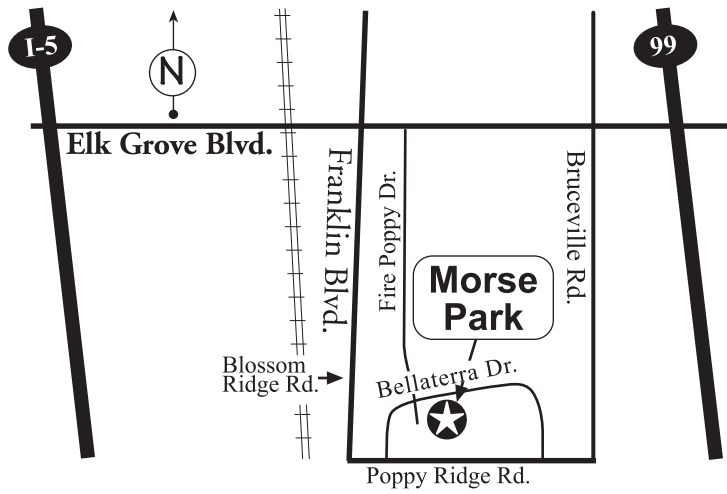 I-5
N
99
Elk Grove Blvd.
Franklin Blvd.
Fire Poppy Dr.
Bruceville Rd.
Morse
Park
Blossom
Ridge Rd.
Bellaterra Dr.
Poppy Ridge Rd.